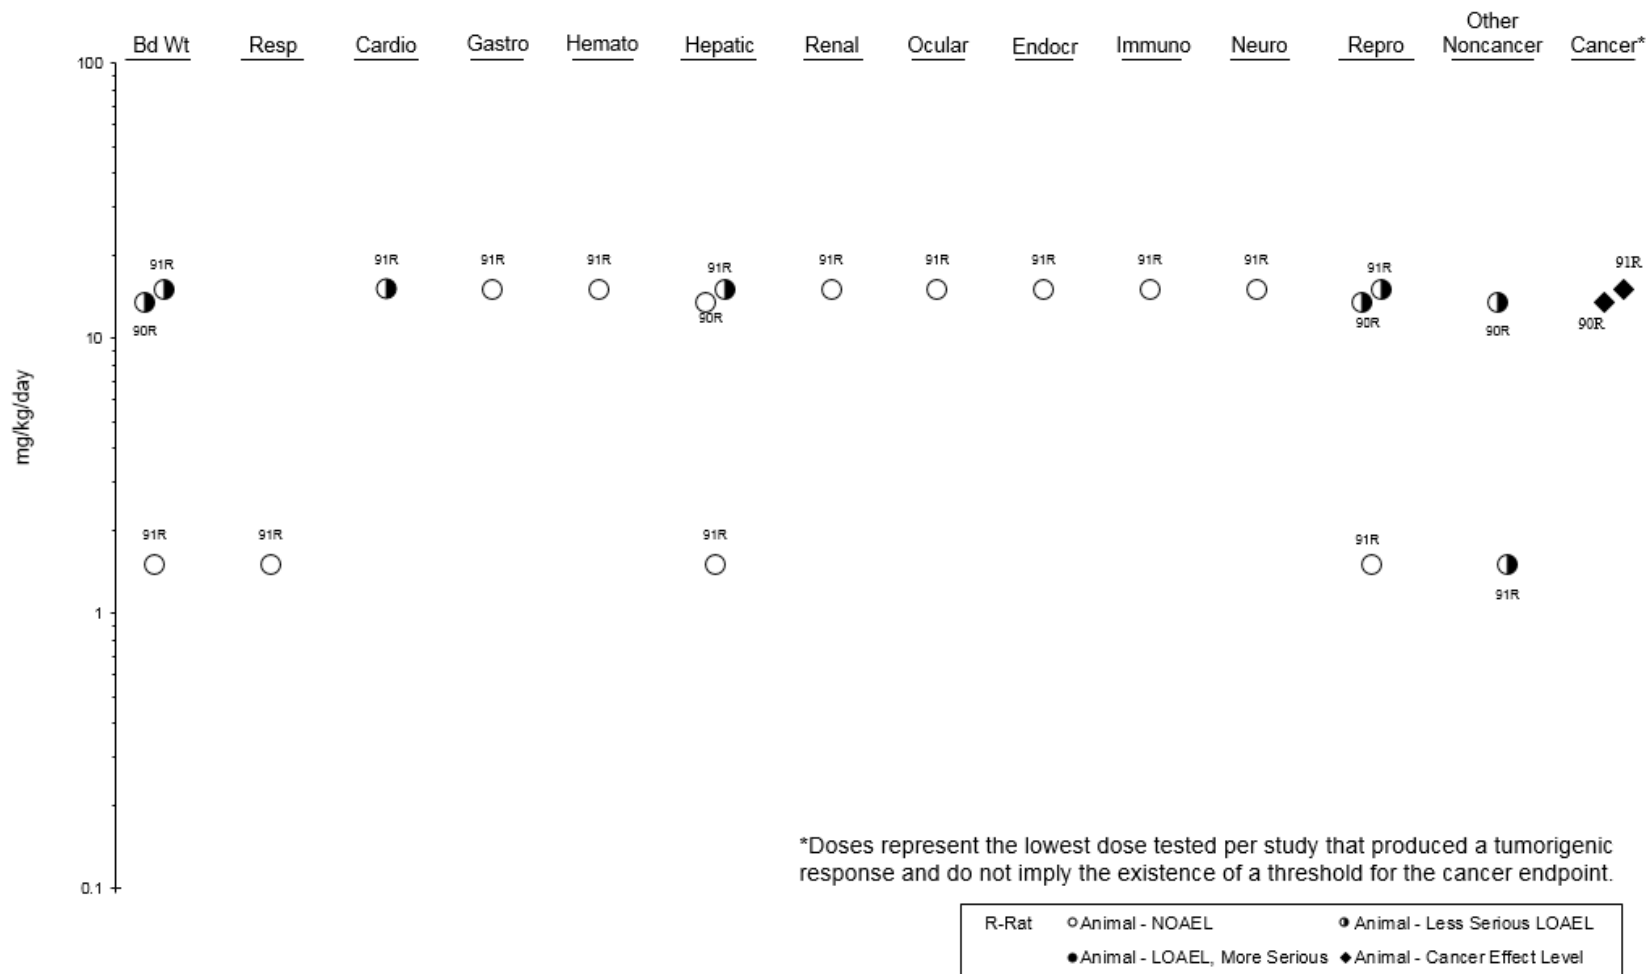 Bd Wt Resp Cardio Gastro Hemato Hepatic Renal Ocular Endocr Immuno Neuro Repro Other Noncancer Cancer*
100
91R 91R 91R 91R 91R 91R 91R 91R 91R 91R 91R 91R
90R 90R 90R 90R 90R
10
mg/kg/day
91R 91R 91R 91R
91R
1
0.1
*Doses represent the lowest dose tested per study that produced a tumorigenic
response and do not imply the existence of a threshold for the cancer endpoint.
R-Rat Animal - NOAEL Animal - Less Serious LOAEL
Animal - LOAEL, More Serious Animal - Cancer Effect Level